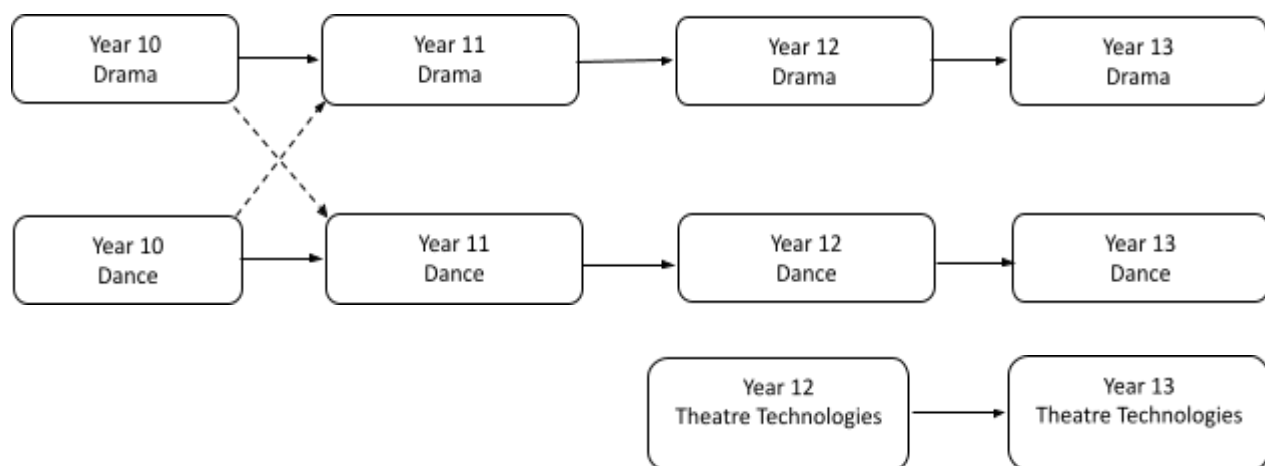 Year 10
Drama
Year 11
Drama
Year 12
Drama
Year 13
Drama
Year 10
Dance
Year 11
Dance
Year 12
Dance
Year 13
Dance
Year 12
Theatre Technologies
Year 13
Theatre Technologies